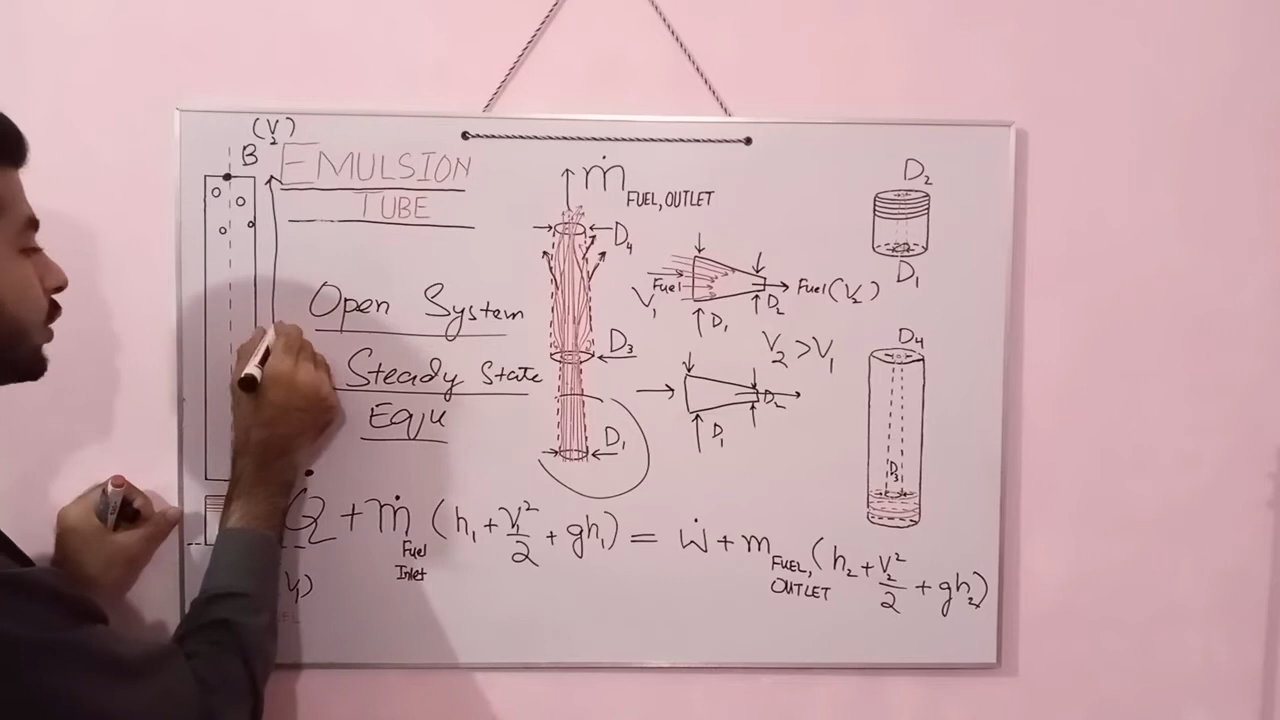 (V₂)
B
EMULSION
TUBE
Open System
Steady State
Equ
ṁ FUEL, OUTLET
D₄
D₃
D₁
Fuel
V₁
D₁
D₂
Fuel (V₂)
V₂ > V₁
D₂
D₁
D₂
D₁
D₄
D₃
Q̇ + ṁ Fuel Inlet (h₁ + V₁²/2 + gh₁) = ẇ + m FUEL, OUTLET (h₂ + V₂²/2 + gh₂)